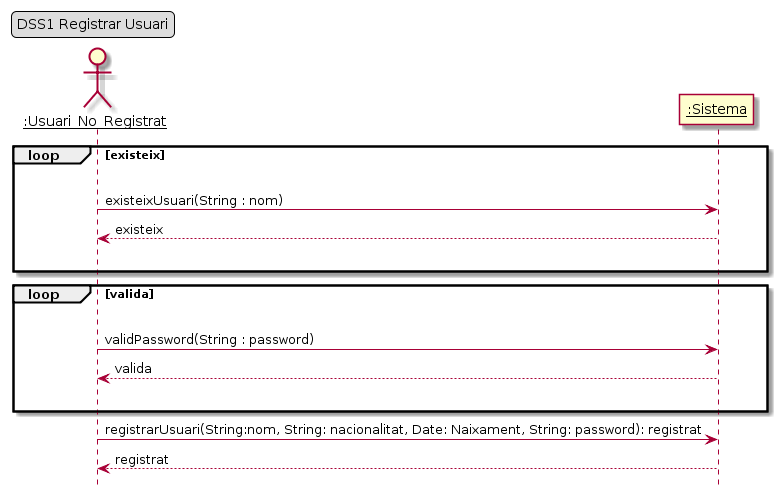 DSS1 Registrar Usuari
:Usuari No Registrat
:Sistema
loop [existeix]
existeixUsuari(String : nom)
existeix
loop [valida]
validPassword(String : password)
valida
registrarUsuari(String:nom, String: nacionalitat, Date: Naixament, String: password): registrat
registrat